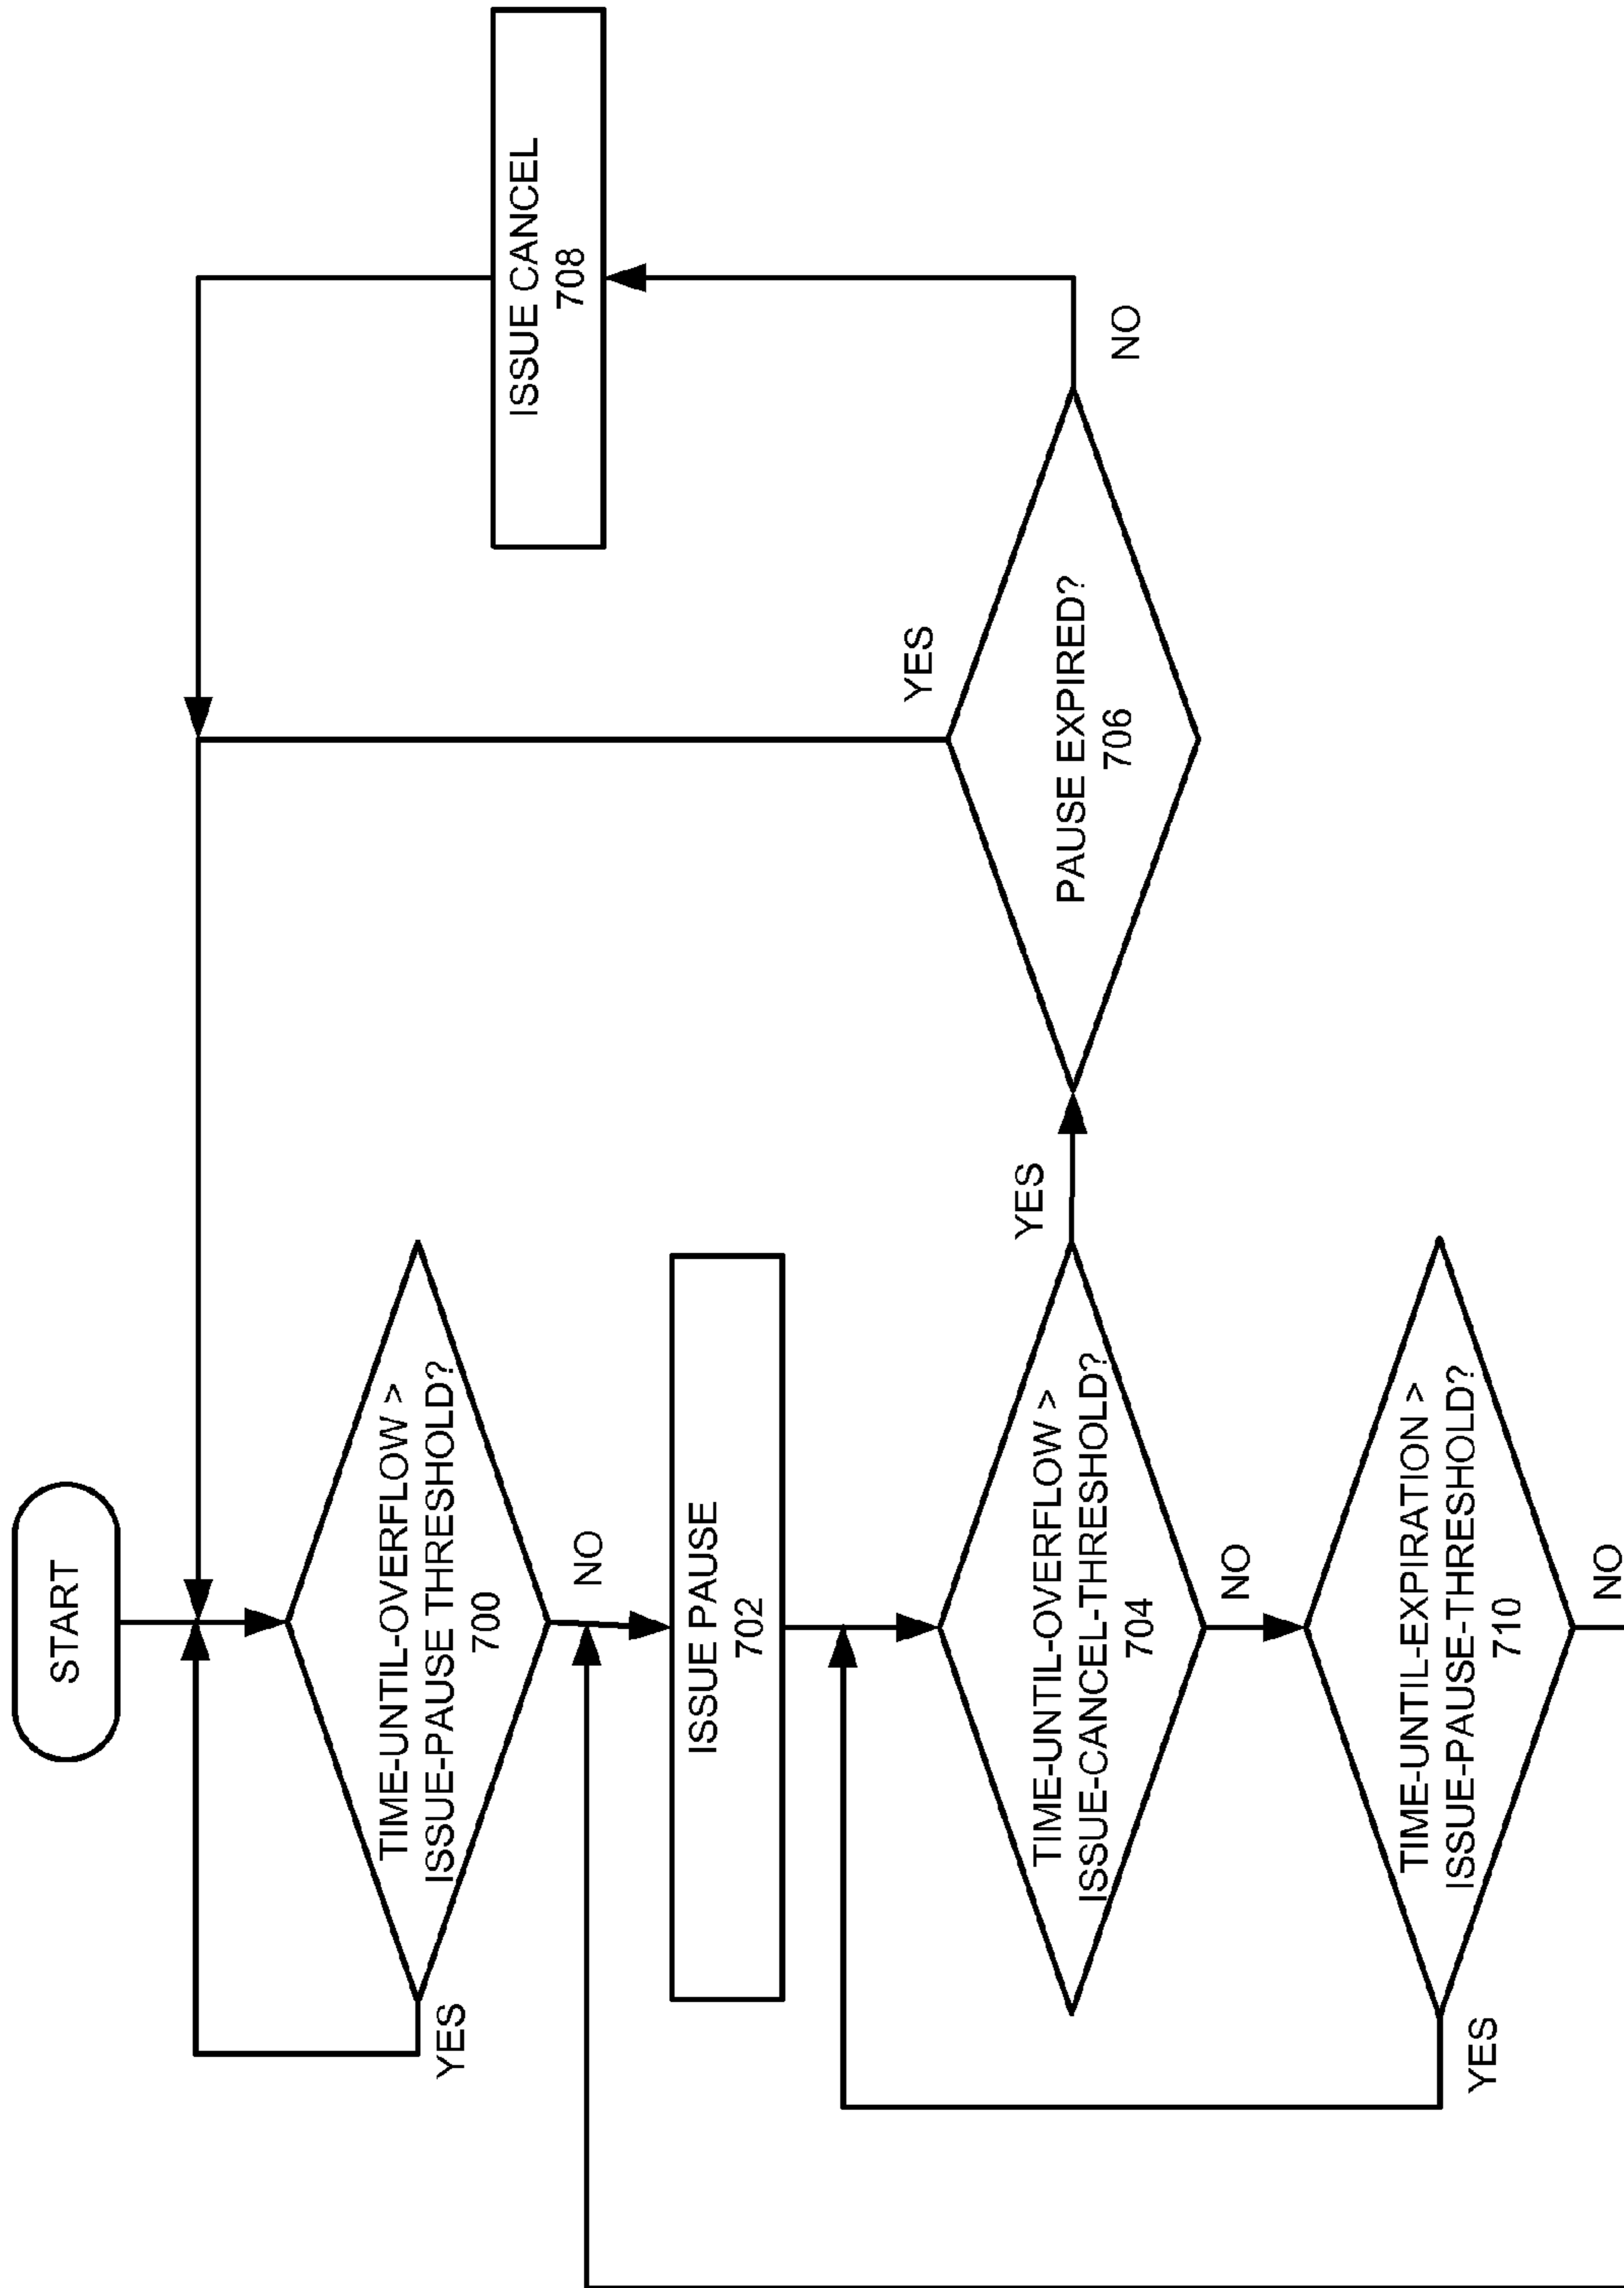 START
TIME-UNTIL-OVERFLOW >
ISSUE-PAUSE THRESHOLD?
700
YES
NO
ISSUE PAUSE
702
TIME-UNTIL-OVERFLOW >
ISSUE-CANCEL-THRESHOLD?
704
YES
NO
PAUSE EXPIRED?
706
YES
NO
ISSUE CANCEL
708
TIME-UNTIL-EXPIRATION >
ISSUE-PAUSE-THRESHOLD?
710
YES
NO